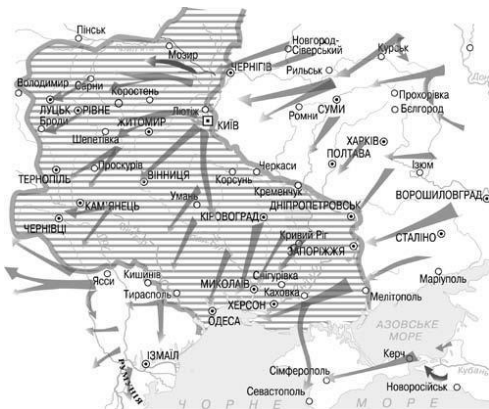 Пінськ
Мозир
Новгород-
Сіверський
Курськ
ЧЕРНІГІВ
Рильськ
Володимир
Сарни
Коростень
Прохорівка
Бєлгород
ЛУЦЬК
РІВНЕ
Лютіж
Ромни
СУМИ
Броди
ЖИТОМИР
КИЇВ
Шепетівка
ХАРКІВ
ПОЛТАВА
Проскурів
ВІННИЦЯ
Черкаси
Ізюм
ТЕРНОПІЛЬ
Корсунь
Кременчук
ВОРОШИЛОВГРАД
КАМ'ЯНЕЦЬ
Умань
ДНІПРОПЕТРОВСЬК
ЧЕРНІВЦІ
КІРОВОГРАД
Кривий Ріг
СТАЛІНО
ЗАПОРІЖЖЯ
Ясси
Кишинів
Снігурівка
Маріуполь
Тирасполь
МИКОЛАЇВ
Каховка
Мелітополь
ХЕРСОН
ОДЕСА
АЗОВСЬКЕ
МОРЕ
ІЗМАЇЛ
РУМУНІЯ
Керч
Кубань
Сімферополь
Новоросійськ
Севастополь
ЧОРНЕ МОРЕ